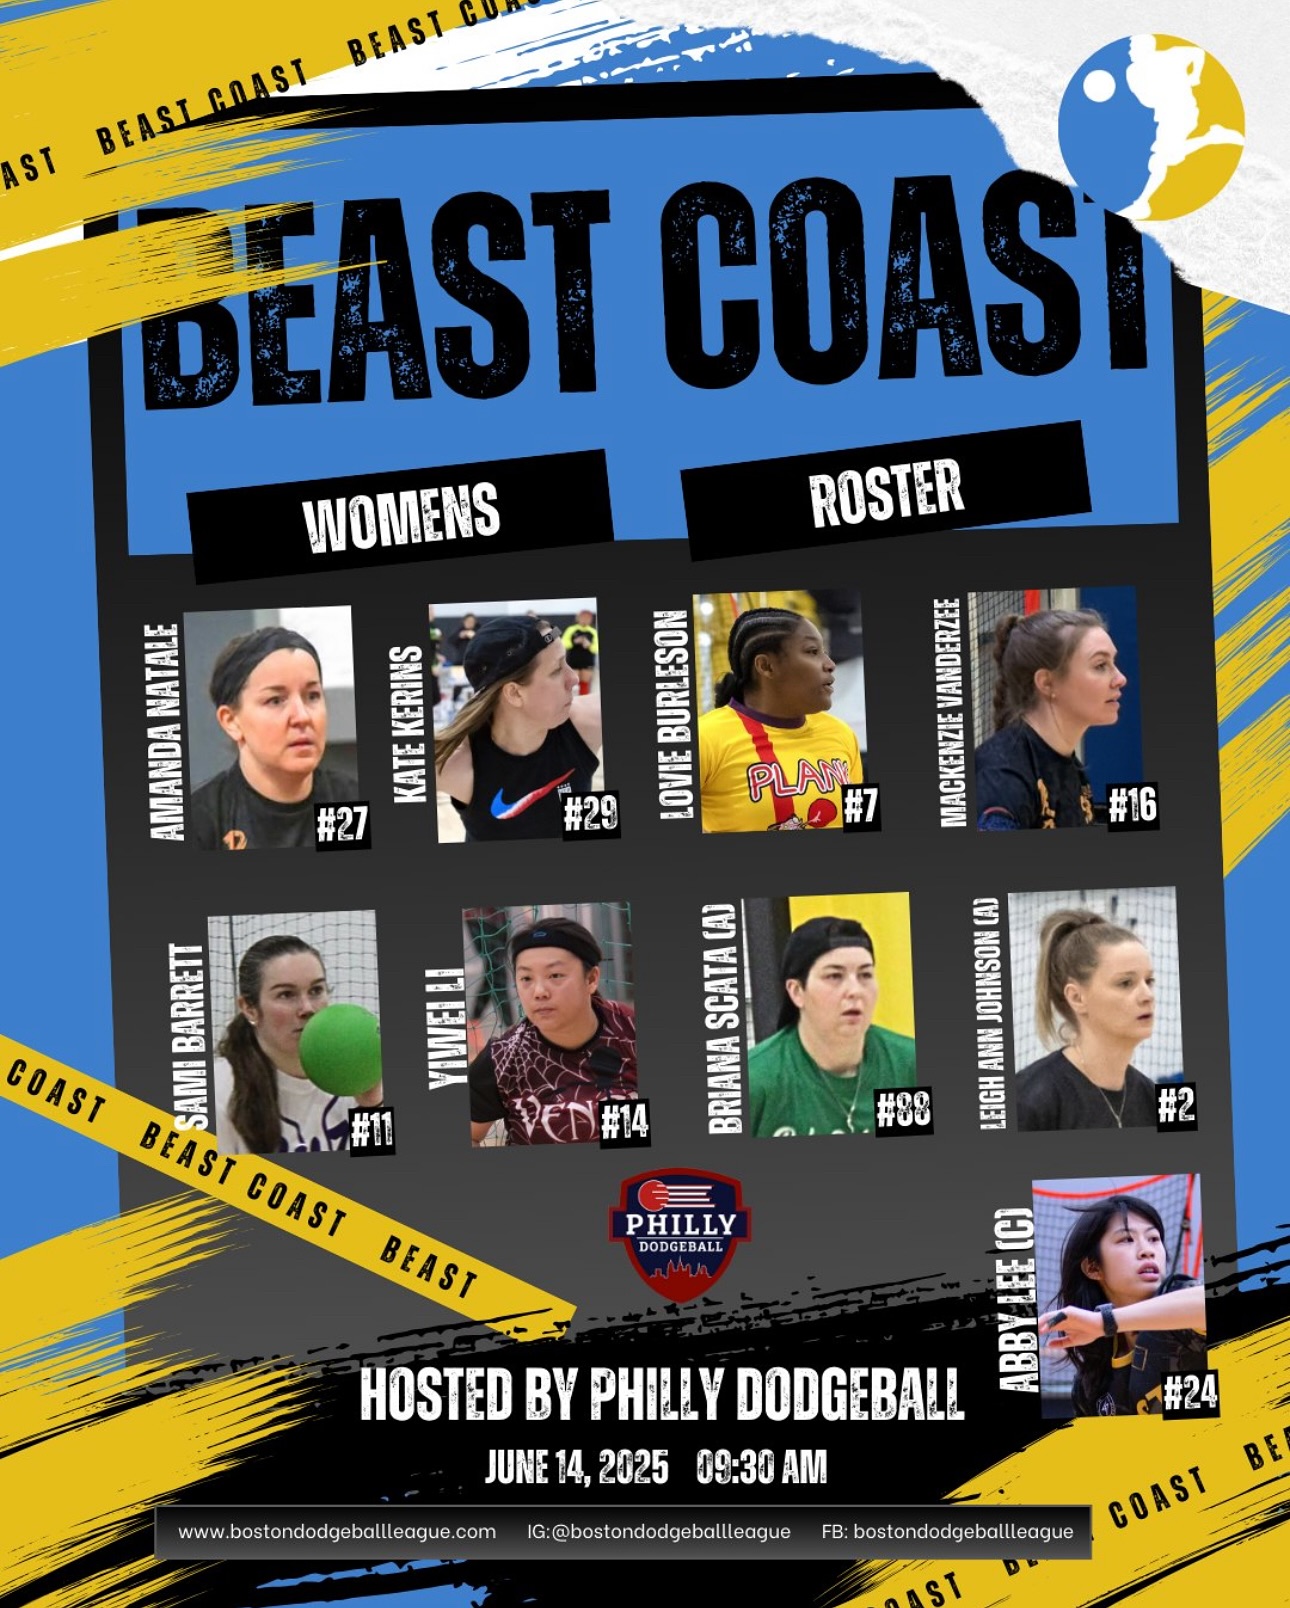 BEAST COAST
AST BEAST COAST
BEAST COAST
WOMENS
ROSTER
AMANDA NATALE
#27
KATE KERINS
#29
LOVIE BURLESON
PLAN
#7
MACKENZIE VANDERZEE
#16
SAMI BARRETT
#11
YIWEI LI
VEN
#14
BRIANA SCATA (A)
#88
LEIGH ANN JOHNSON (A)
#2
COAST BEAST COAST BEAST
PHILLY
DODGEBALL
ABBY LEE (C)
#24
HOSTED BY PHILLY DODGEBALL
JUNE 14, 2025 09:30 AM
www.bostondodgeballleague.com IG:@bostondodgeballleague FB: bostondodgeballleague
COAST